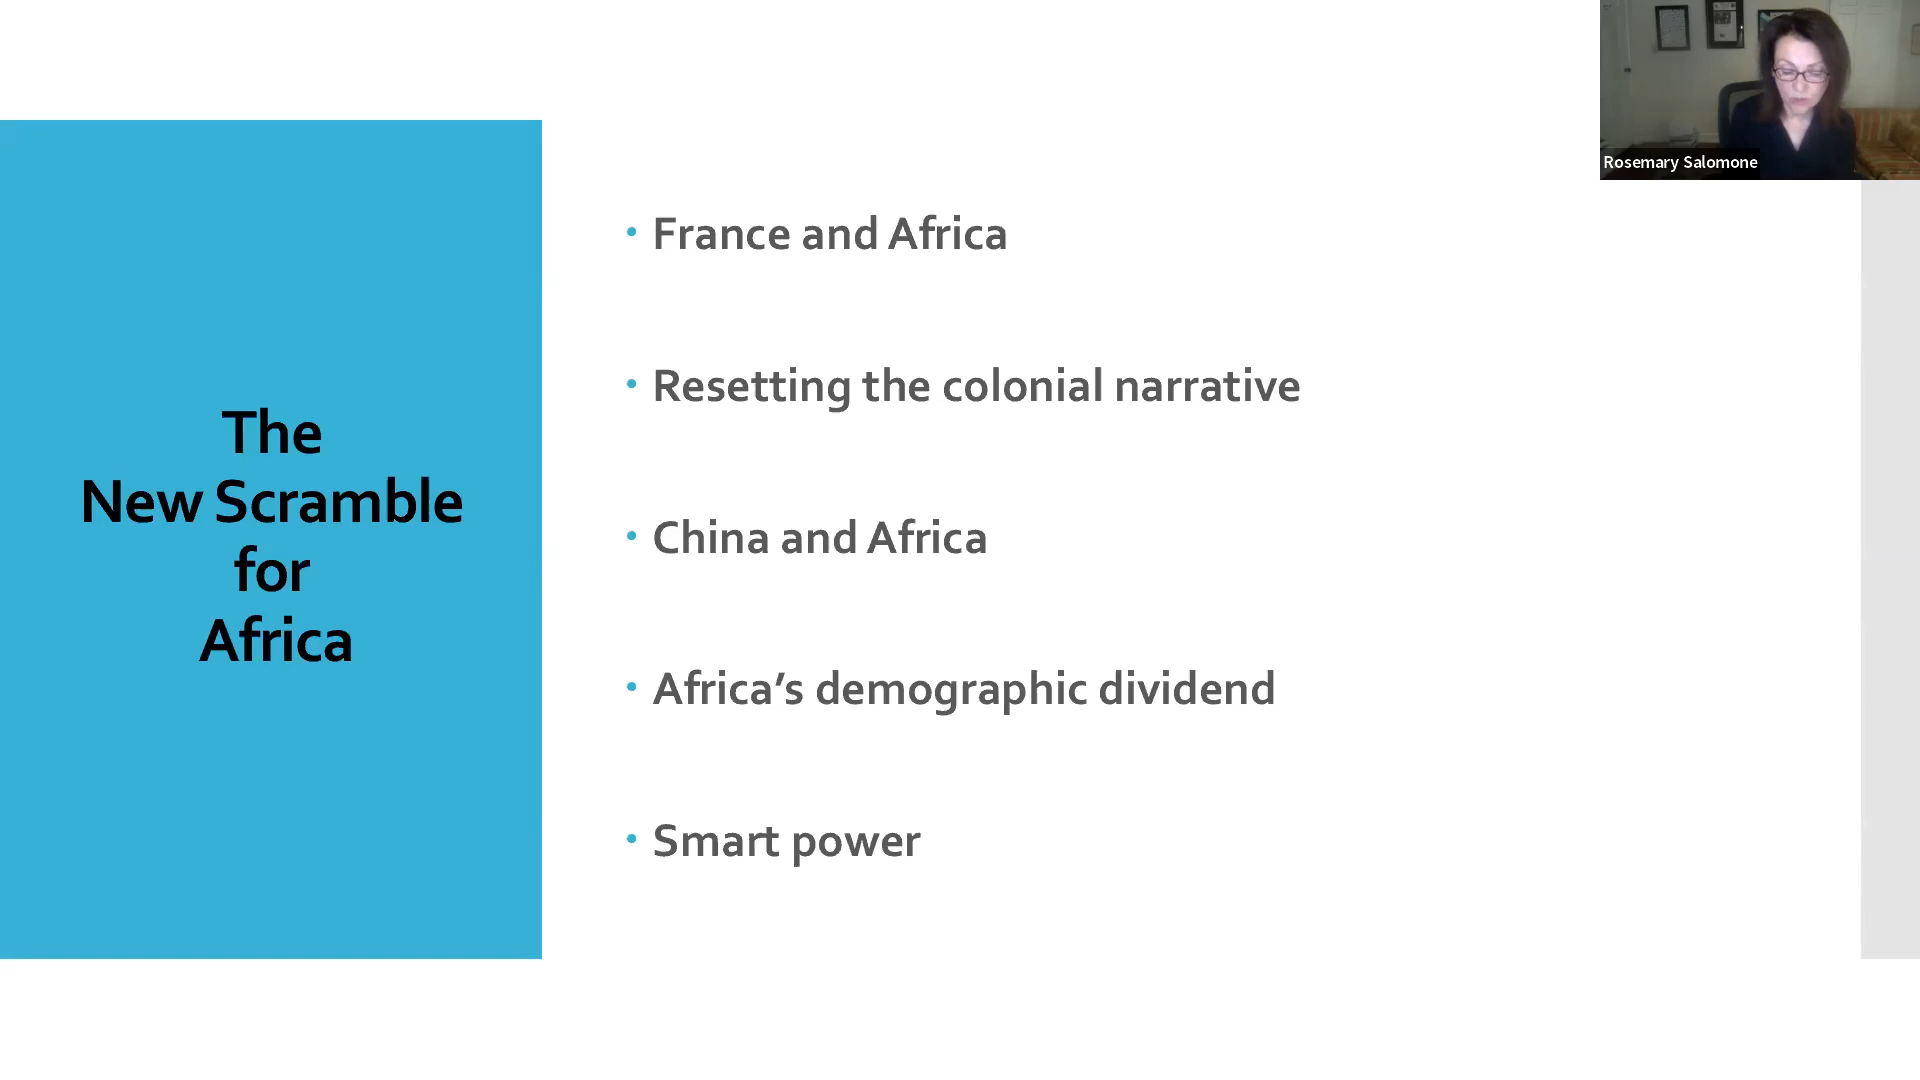 The
New Scramble
for
Africa
• France and Africa
• Resetting the colonial narrative
• China and Africa
• Africa’s demographic dividend
• Smart power
Rosemary Salomone